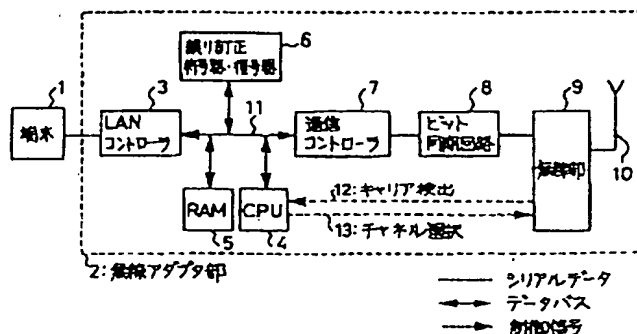 6
誤り訂正
符号器・復号器
1
端末
3
LAN
コントローラ
11
7
通信
コントローラ
8
ビット
同期回路
9
無線部
10
RAM
5
CPU
4
12:キャリア検出
13:チャネル選択
2:無線アダプタ部
シリアルデータ
データバス
制御信号